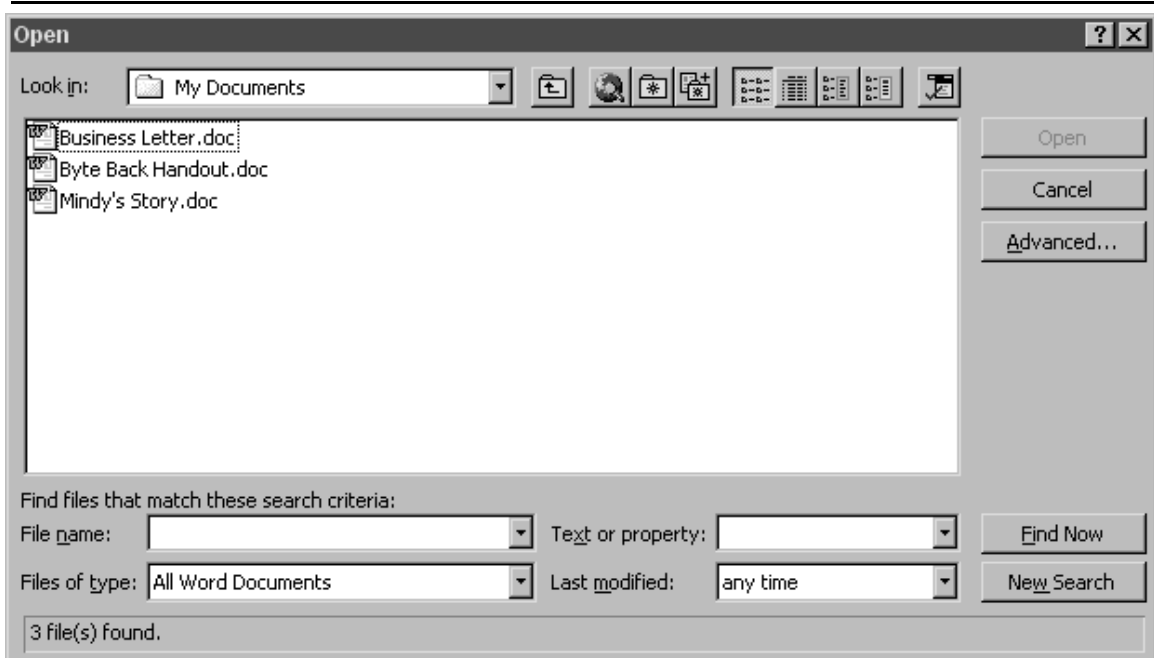 Open
Look in: My Documents
Business Letter.doc
Byte Back Handout.doc
Mindy's Story.doc
Open
Cancel
Advanced...
Find files that match these search criteria:
File name: Text or property: Find Now
Files of type: All Word Documents Last modified: any time New Search
3 file(s) found.